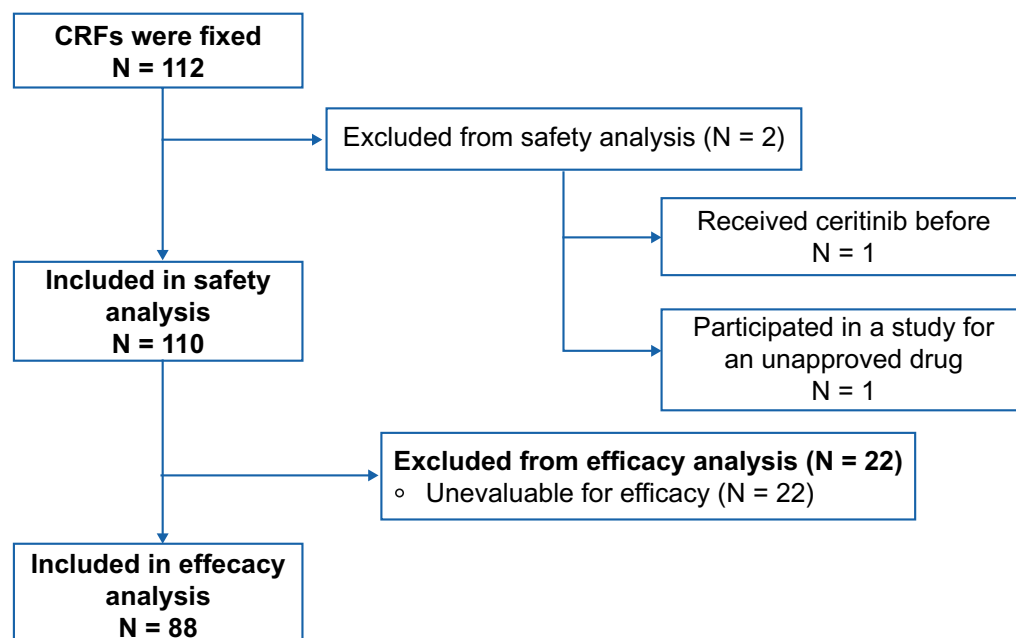 CRFs were fixed
N = 112
Excluded from safety analysis (N = 2)
Received ceritinib before
N = 1
Included in safety
analysis
N = 110
Participated in a study for
an unapproved drug
N = 1
Excluded from efficacy analysis (N = 22)
∘ Unevaluable for efficacy (N = 22)
Included in effecacy
analysis
N = 88